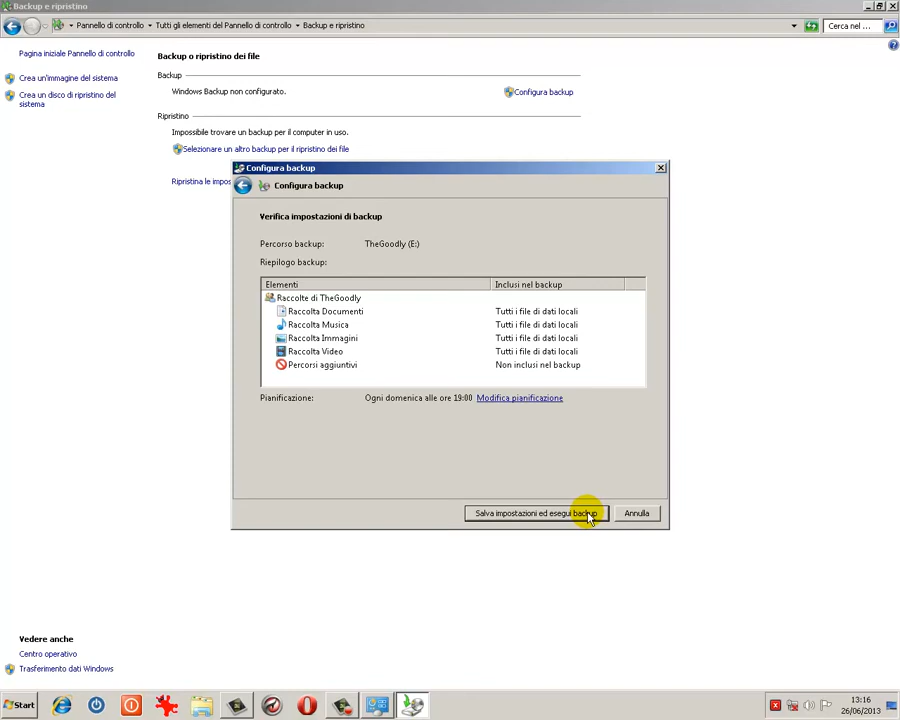 Backup e ripristino
Pannello di controllo
Tutti gli elementi del Pannello di controllo
Backup e ripristino
Cerca nel ...
Pagina iniziale Pannello di controllo
Crea un'immagine del sistema
Crea un disco di ripristino del
sistema
Backup o ripristino dei file
Backup
Windows Backup non configurato.
Configura backup
Ripristino
Impossibile trovare un backup per il computer in uso.
Selezionare un altro backup per il ripristino dei file
Ripristina le impos
Configura backup
Configura backup
Verifica impostazioni di backup
Percorso backup: TheGoodly (E:)
Riepilogo backup:
Elementi Inclusi nel backup
Raccolte di TheGoodly
Raccolta Documenti Tutti i file di dati locali
Raccolta Musica Tutti i file di dati locali
Raccolta Immagini Tutti i file di dati locali
Raccolta Video Tutti i file di dati locali
Percorsi aggiuntivi Non inclusi nel backup
Pianificazione: Ogni domenica alle ore 19:00 Modifica pianificazione
Salva impostazioni ed esegui backup
Annulla
Vedere anche
Centro operativo
Trasferimento dati Windows
Start
13:16
26/06/2013